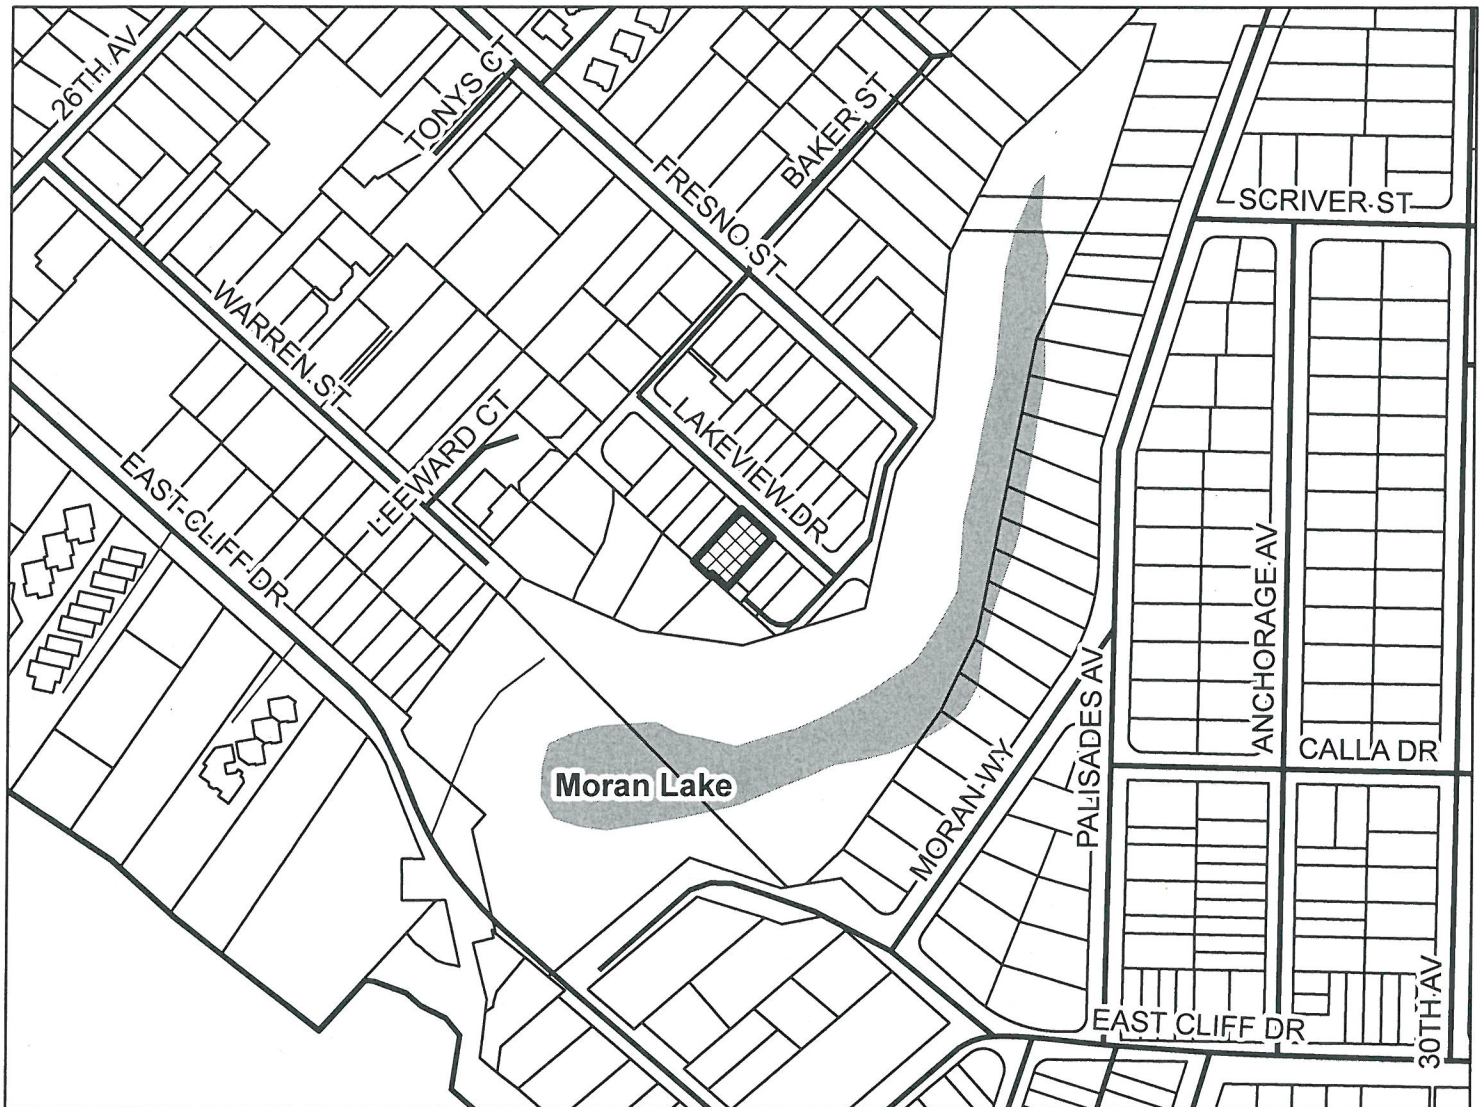 26TH AV
TONYS CT
BAKER ST
FRESNO ST
SCRIVER ST
WARREN ST
LEEWARD CT
LAKEVIEW DR
EAST CLIFF DR
ANCHORAGE AV
PALISADES AV
CALLA DR
Moran Lake
MORAN WY
EAST CLIFF DR
30TH AV